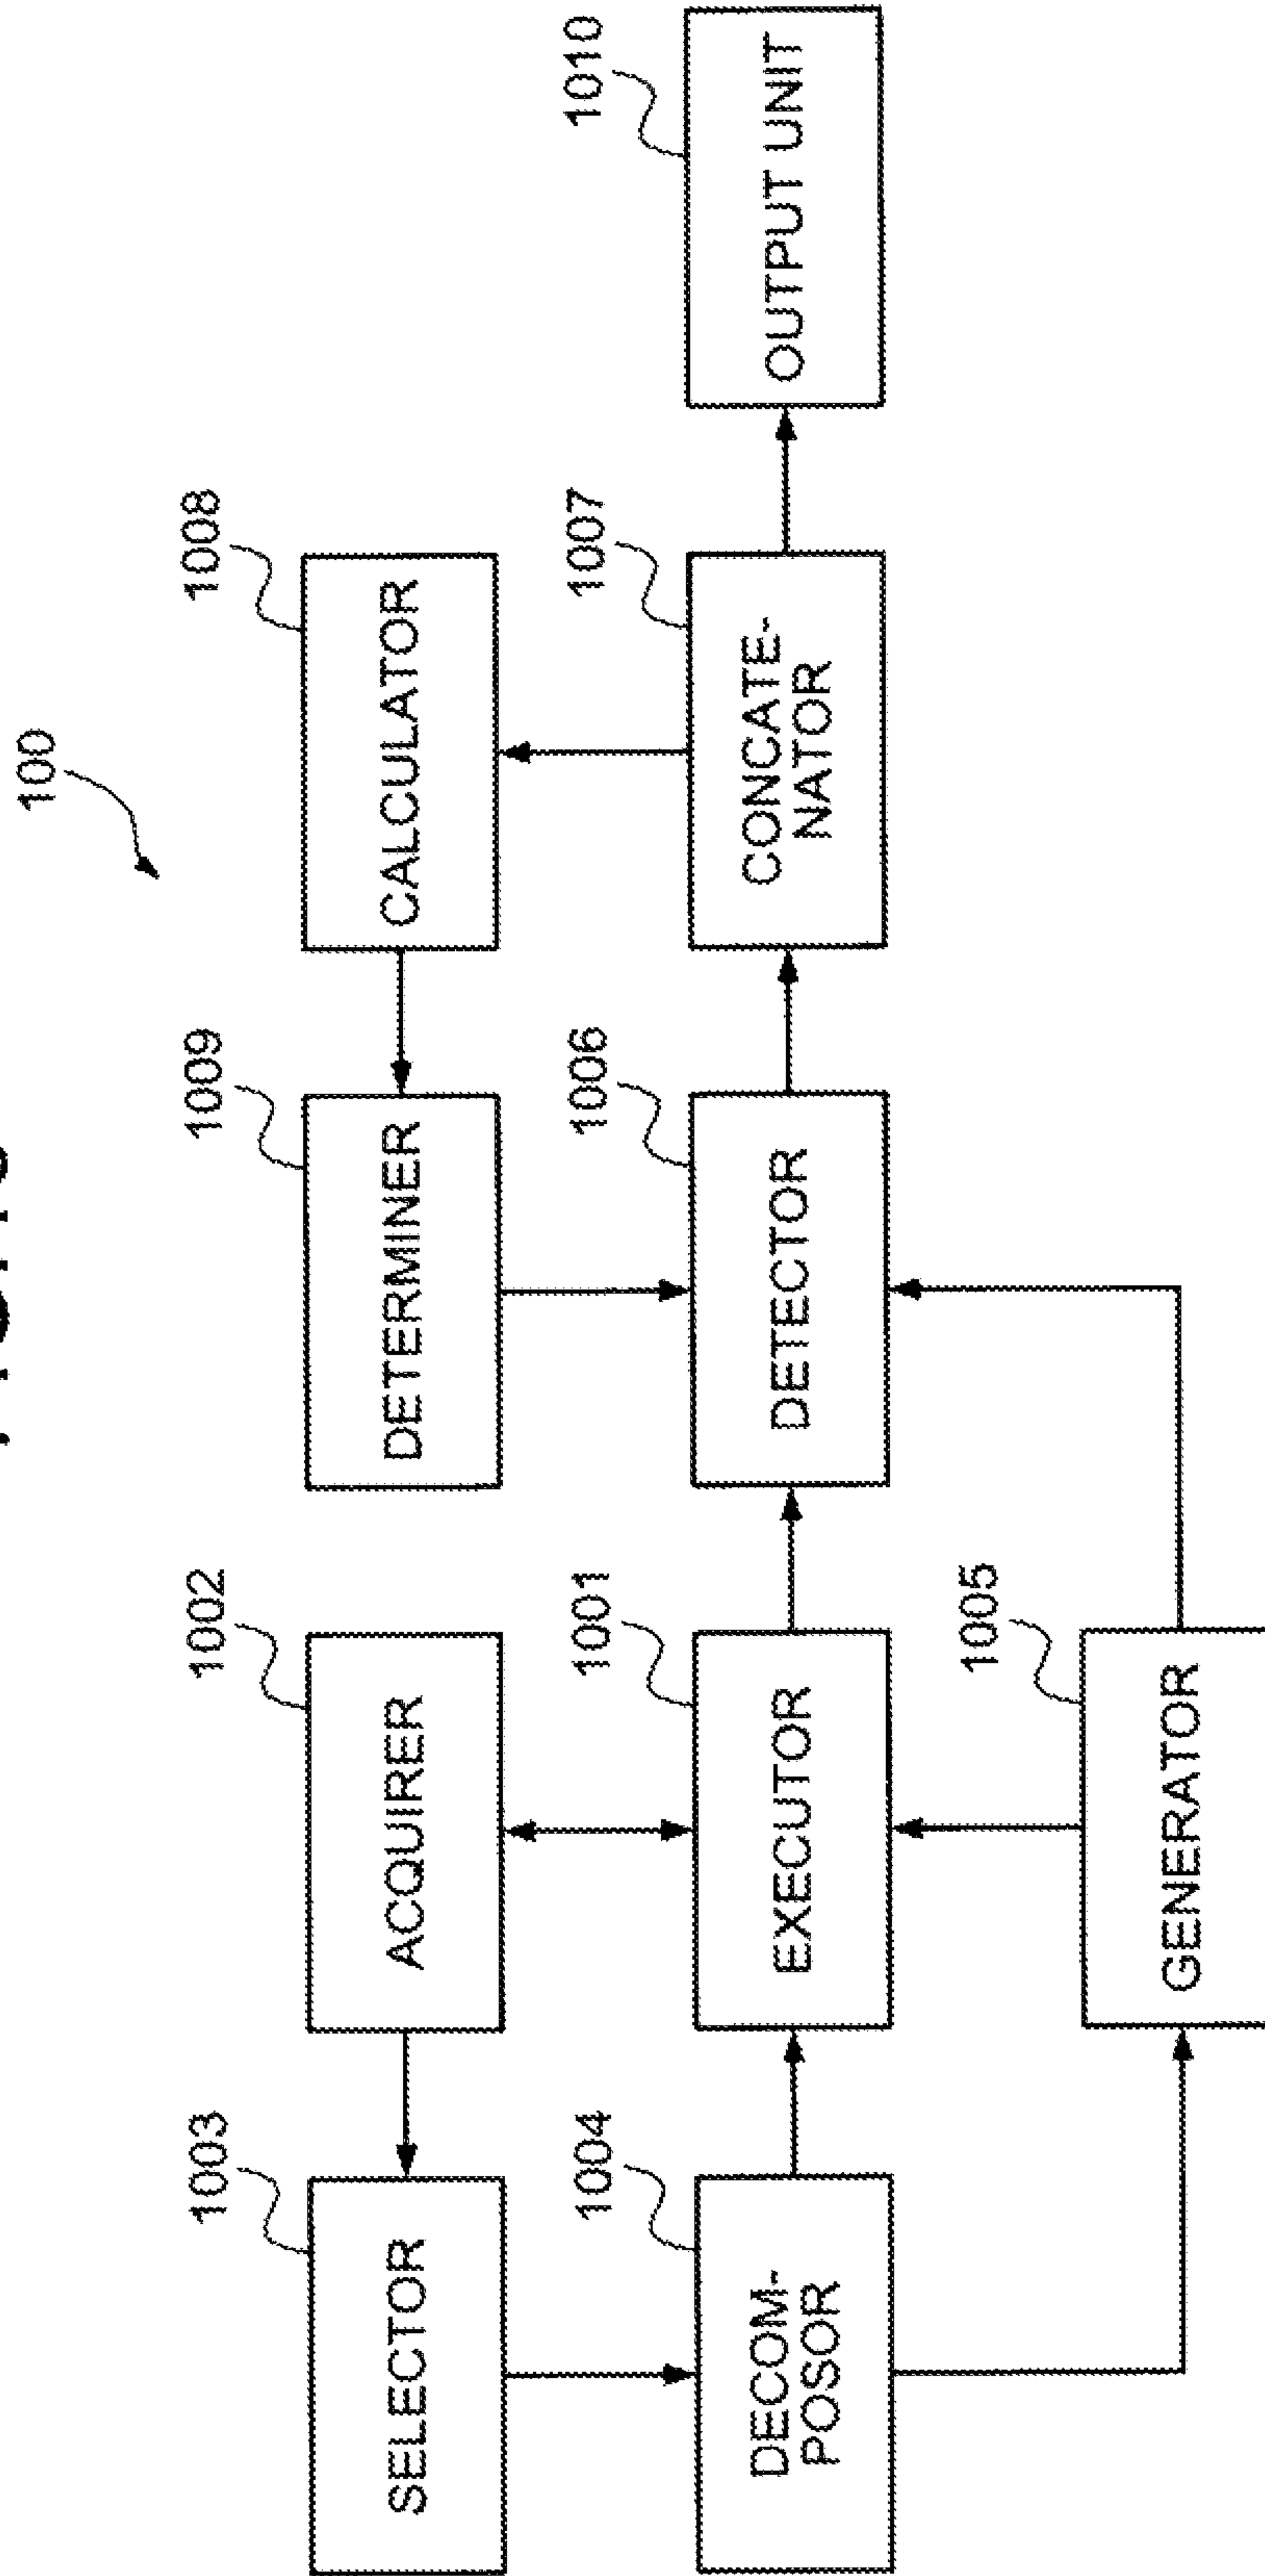 100
1003
SELECTOR
1002
ACQUIRER
1009
DETERMINER
1008
CALCULATOR
1004
DECOM-
POSOR
1001
EXECUTOR
1006
DETECTOR
1007
CONCATE-
NATOR
1010
OUTPUT UNIT
1005
GENERATOR